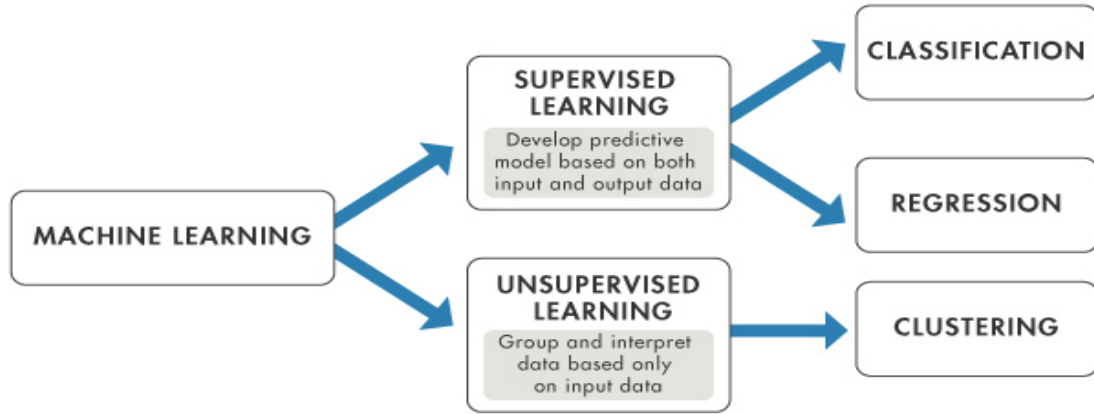 MACHINE LEARNING
SUPERVISED
LEARNING
Develop predictive
model based on both
input and output data
UNSUPERVISED
LEARNING
Group and interpret
data based only
on input data
CLASSIFICATION
REGRESSION
CLUSTERING